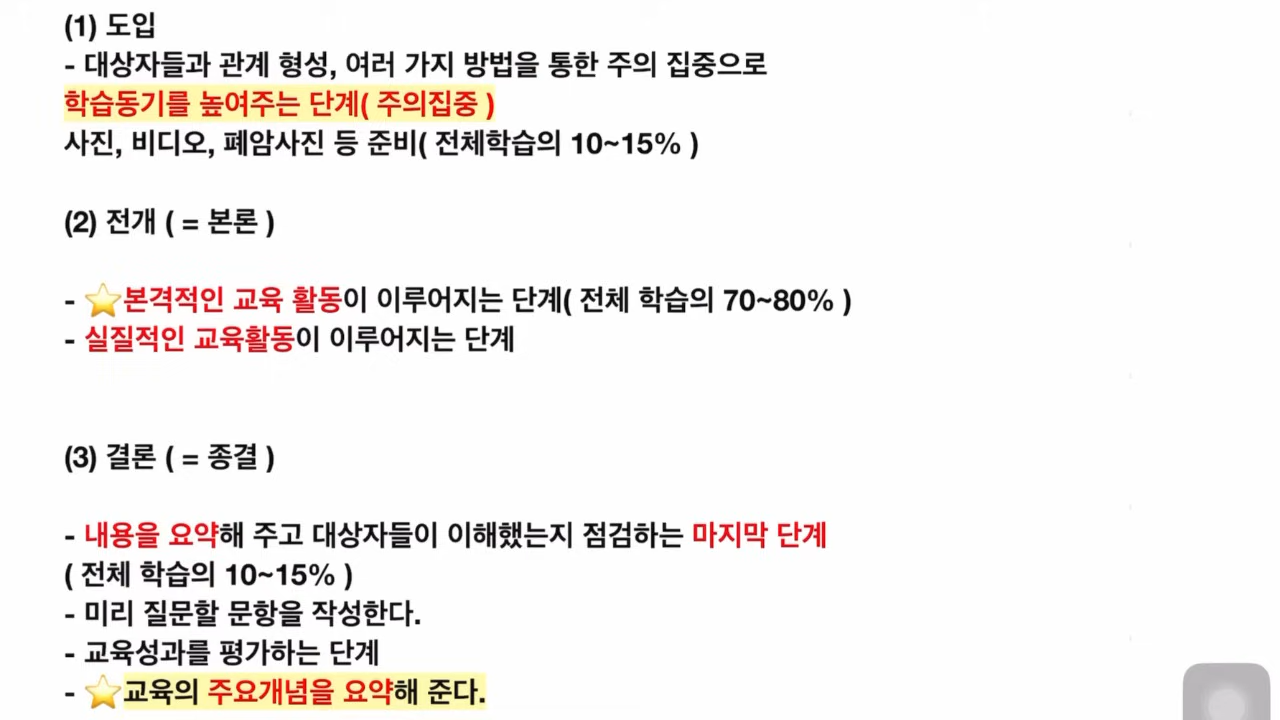 (1) 도입
- 대상자들과 관계 형성, 여러 가지 방법을 통한 주의 집중으로
학습동기를 높여주는 단계( 주의집중 )
사진, 비디오, 폐암사진 등 준비( 전체학습의 10~15% )
(2) 전개 ( = 본론 )
- ⭐본격적인 교육 활동이 이루어지는 단계( 전체 학습의 70~80% )
- 실질적인 교육활동이 이루어지는 단계
(3) 결론 ( = 종결 )
- 내용을 요약해 주고 대상자들이 이해했는지 점검하는 마지막 단계
( 전체 학습의 10~15% )
- 미리 질문할 문항을 작성한다.
- 교육성과를 평가하는 단계
- ⭐교육의 주요개념을 요약해 준다.